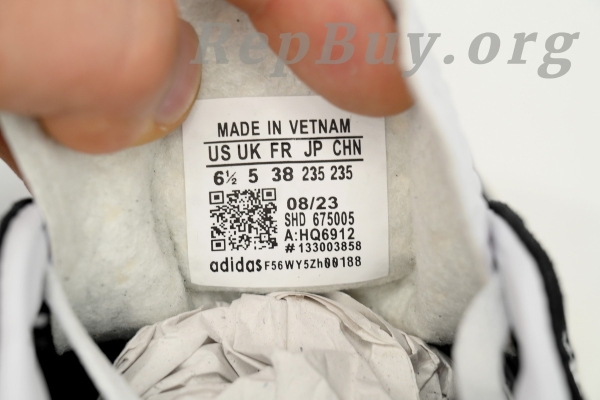 RepBuy.org
MADE IN VETNAM
US UK FR JP CHN
6½ 5 38 235 235
08/23
SHD 675005
A:HQ6912
# 133003858
adidas F56WY5Zh00188